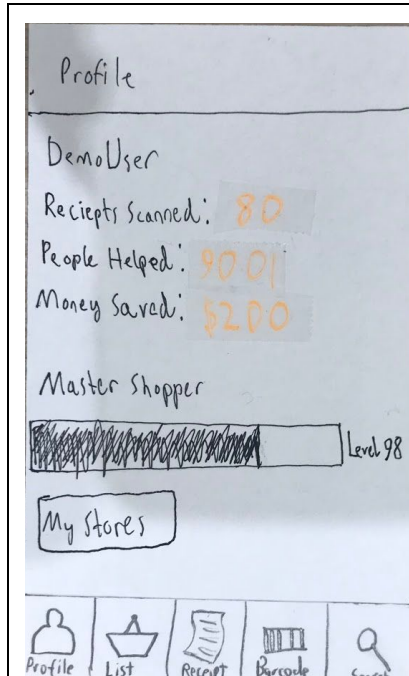 Profile
DemoUser
Reciepts Scanned: 80
People Helped: 9001
Money Saved: $200
Master Shopper
Level 98
My Stores
Profile List Receipt Barcode Search